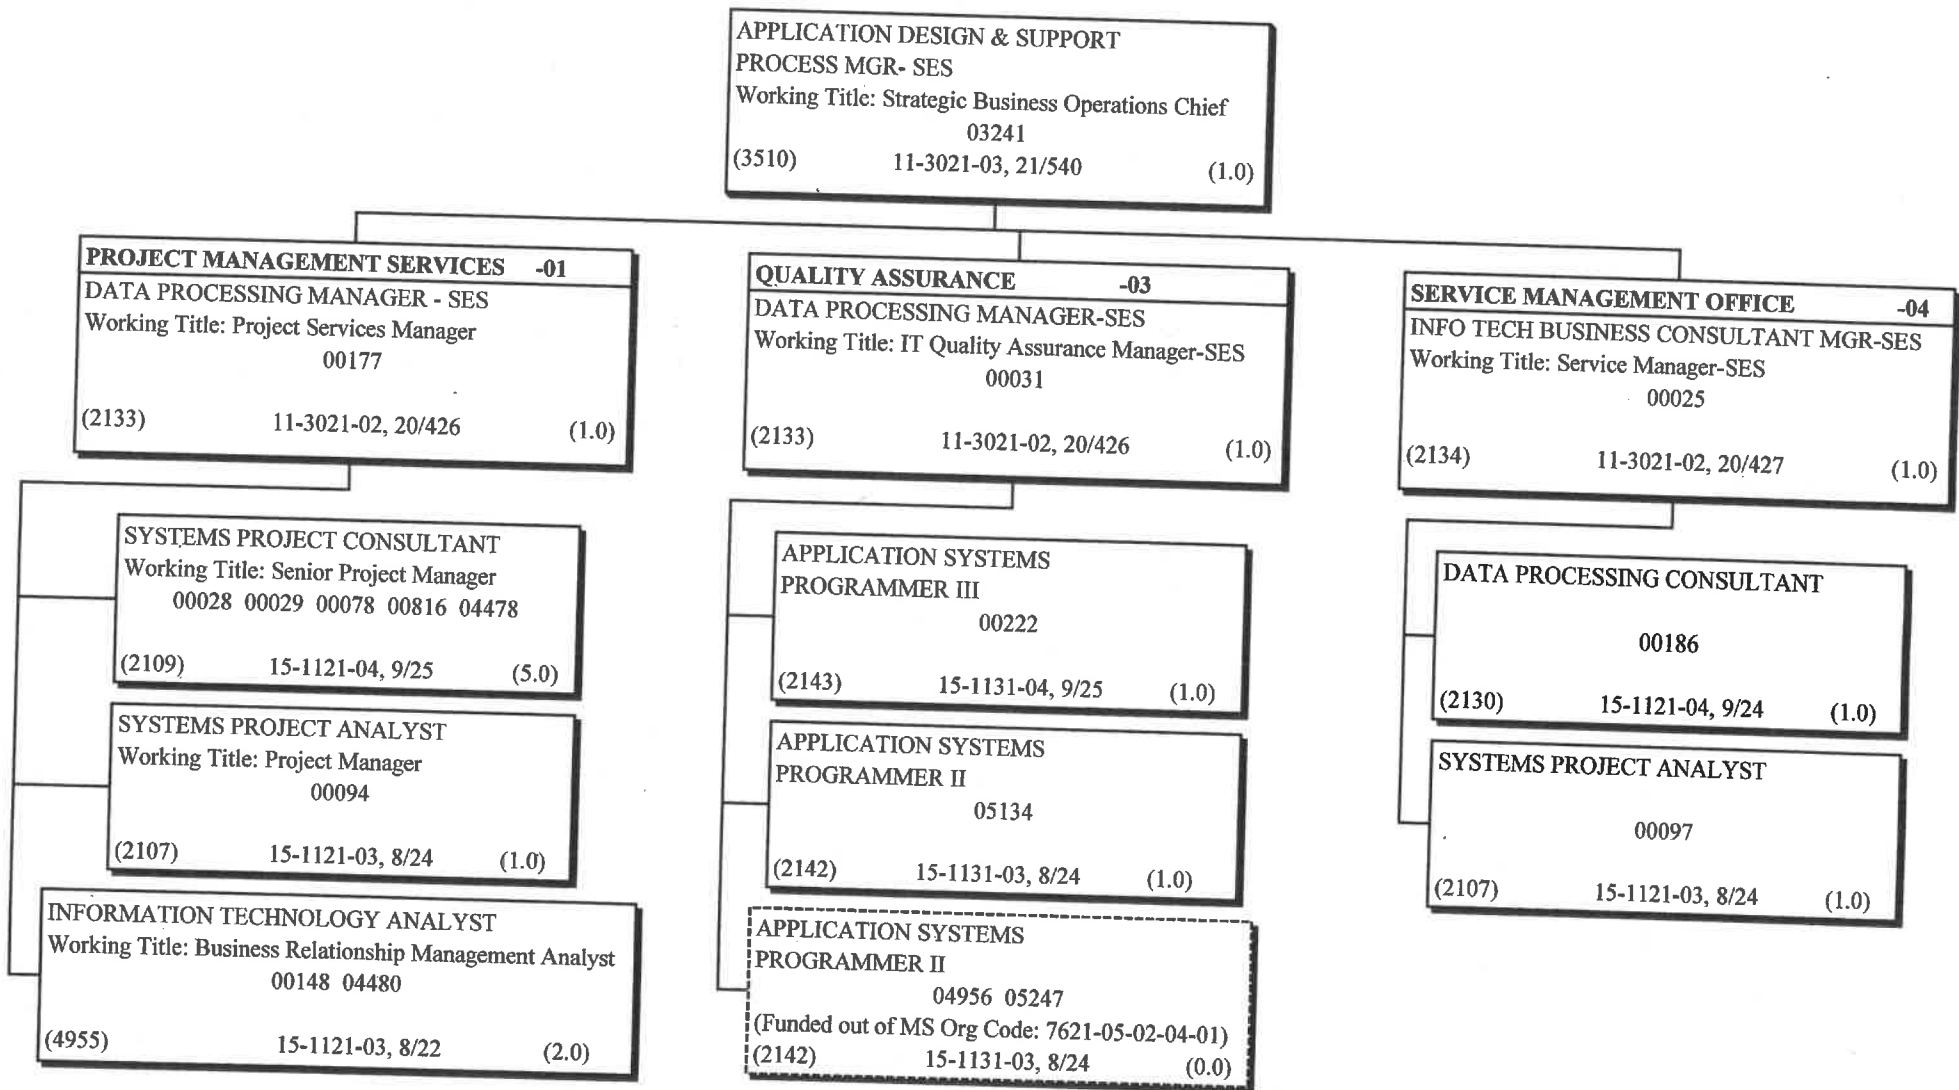 APPLICATION DESIGN & SUPPORT
PROCESS MGR- SES
Working Title: Strategic Business Operations Chief
03241
(3510) 11-3021-03, 21/540 (1.0)
PROJECT MANAGEMENT SERVICES -01
DATA PROCESSING MANAGER - SES
Working Title: Project Services Manager
00177
(2133) 11-3021-02, 20/426 (1.0)
SYSTEMS PROJECT CONSULTANT
Working Title: Senior Project Manager
00028 00029 00078 00816 04478
(2109) 15-1121-04, 9/25 (5.0)
SYSTEMS PROJECT ANALYST
Working Title: Project Manager
00094
(2107) 15-1121-03, 8/24 (1.0)
INFORMATION TECHNOLOGY ANALYST
Working Title: Business Relationship Management Analyst
00148 04480
(4955) 15-1121-03, 8/22 (2.0)
QUALITY ASSURANCE -03
DATA PROCESSING MANAGER-SES
Working Title: IT Quality Assurance Manager-SES
00031
(2133) 11-3021-02, 20/426 (1.0)
APPLICATION SYSTEMS
PROGRAMMER III
00222
(2143) 15-1131-04, 9/25 (1.0)
APPLICATION SYSTEMS
PROGRAMMER II
05134
(2142) 15-1131-03, 8/24 (1.0)
APPLICATION SYSTEMS
PROGRAMMER II
04956 05247
(Funded out of MS Org Code: 7621-05-02-04-01)
(2142) 15-1131-03, 8/24 (0.0)
SERVICE MANAGEMENT OFFICE -04
INFO TECH BUSINESS CONSULTANT MGR-SES
Working Title: Service Manager-SES
00025
(2134) 11-3021-02, 20/427 (1.0)
DATA PROCESSING CONSULTANT
00186
(2130) 15-1121-04, 9/24 (1.0)
SYSTEMS PROJECT ANALYST
00097
(2107) 15-1121-03, 8/24 (1.0)